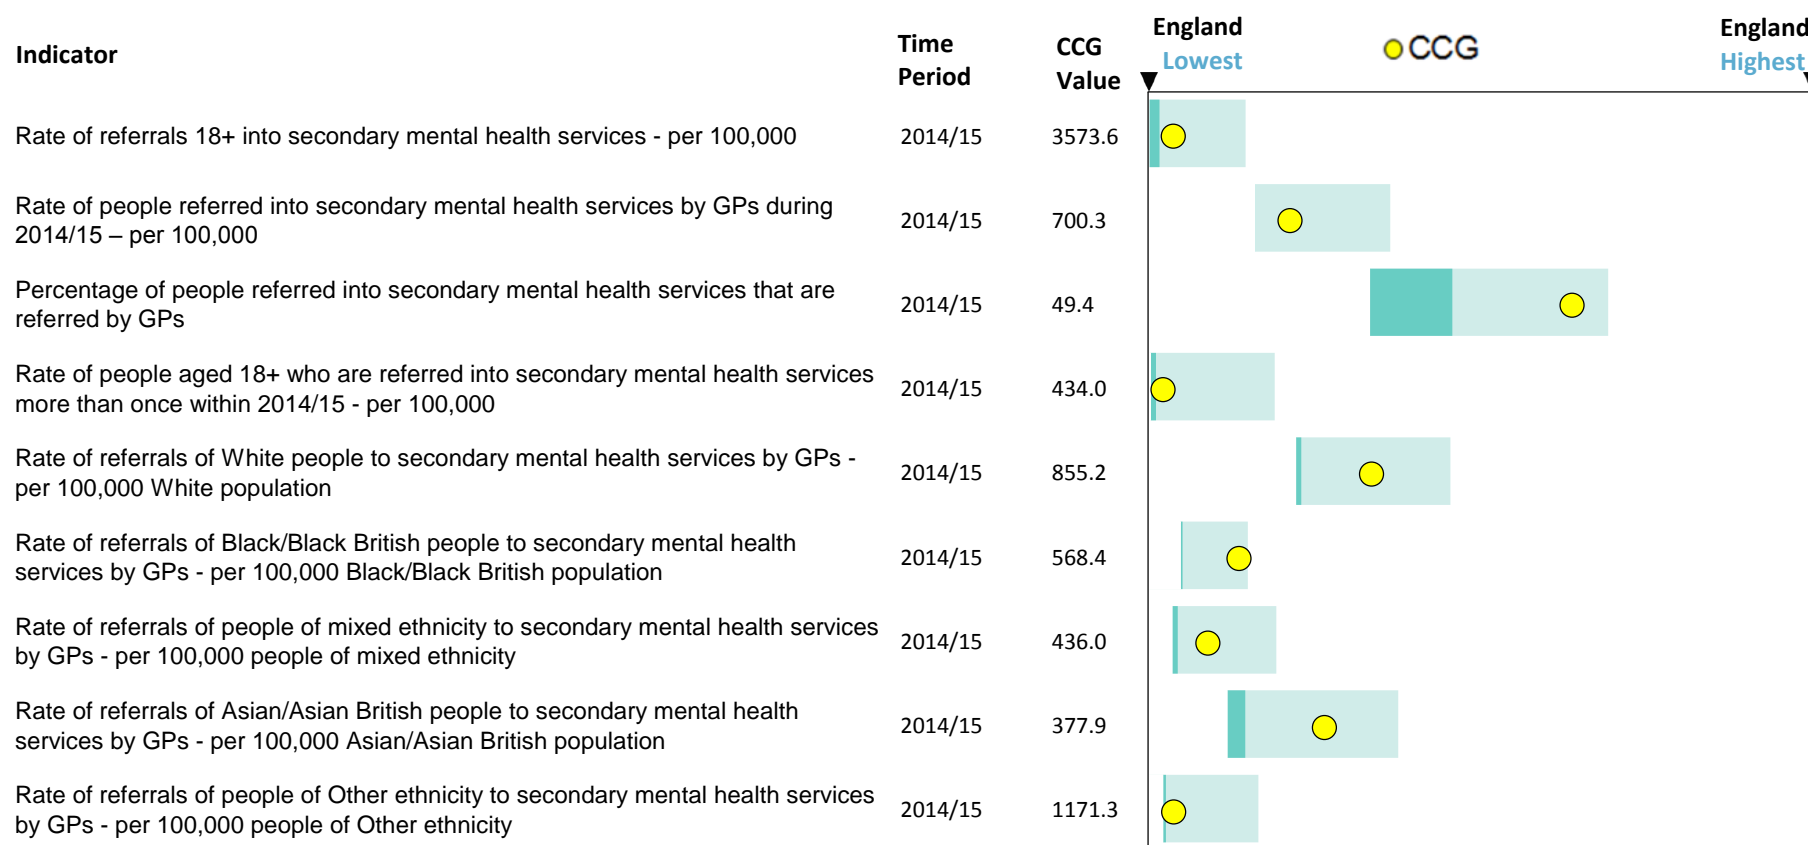 Indicator
Time
Period
CCG
Value
England
Lowest
CCG
England
Highest
Rate of referrals 18+ into secondary mental health services - per 100,000
2014/15
3573.6
Rate of people referred into secondary mental health services by GPs during
2014/15 – per 100,000
2014/15
700.3
Percentage of people referred into secondary mental health services that are
referred by GPs
2014/15
49.4
Rate of people aged 18+ who are referred into secondary mental health services
more than once within 2014/15 - per 100,000
2014/15
434.0
Rate of referrals of White people to secondary mental health services by GPs -
per 100,000 White population
2014/15
855.2
Rate of referrals of Black/Black British people to secondary mental health
services by GPs - per 100,000 Black/Black British population
2014/15
568.4
Rate of referrals of people of mixed ethnicity to secondary mental health services
by GPs - per 100,000 people of mixed ethnicity
2014/15
436.0
Rate of referrals of Asian/Asian British people to secondary mental health
services by GPs - per 100,000 Asian/Asian British population
2014/15
377.9
Rate of referrals of people of Other ethnicity to secondary mental health services
by GPs - per 100,000 people of Other ethnicity
2014/15
1171.3